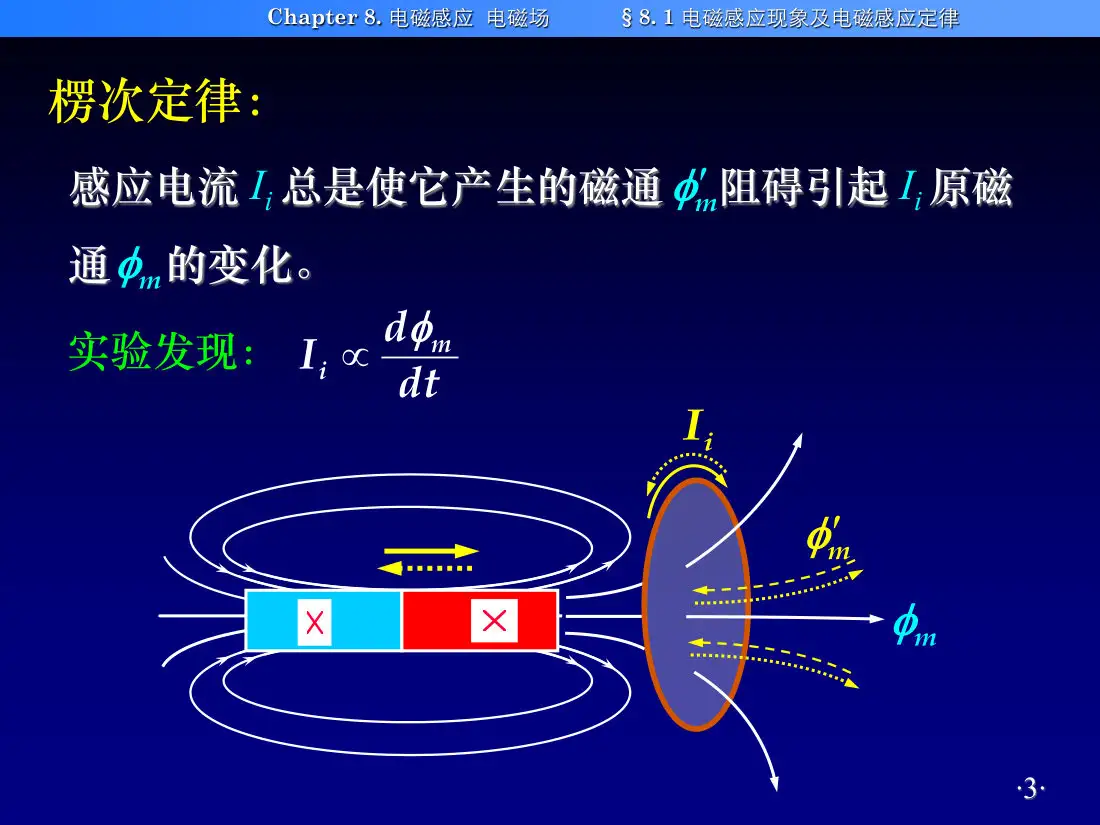 Chapter 8. 电磁感应 电磁场 § 8. 1 电磁感应现象及电磁感应定律
楞次定律：
感应电流 Iᵢ 总是使它产生的磁通 ϕ′ₘ 阻碍引起 Iᵢ 原磁
通 ϕₘ 的变化。
实验发现： Iᵢ ∝ dϕₘ/dt
Iᵢ
ϕ′ₘ
ϕₘ
·3·